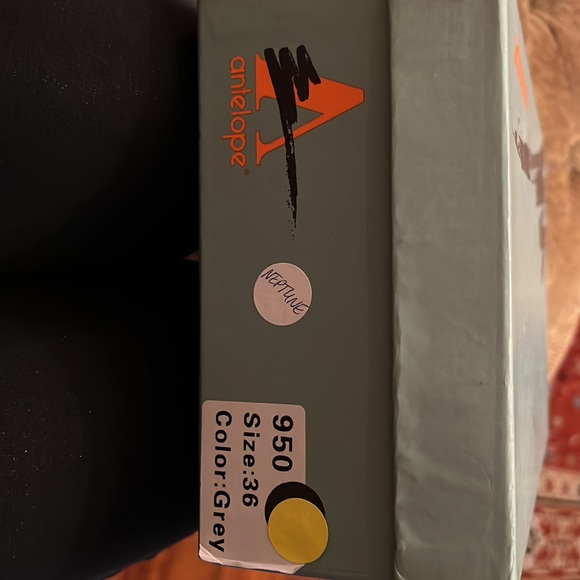 A
antelope
NEPTUNE
950
Size:36
Color:Grey